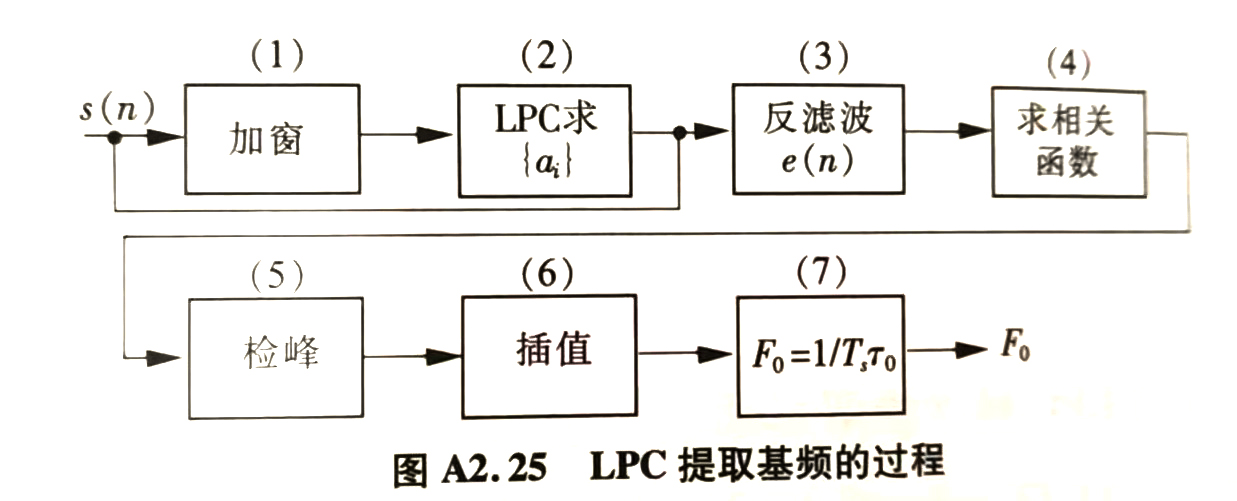 (1)
(2)
(3)
(4)
s(n)
加窗
LPC求
{aᵢ}
反滤波
e(n)
求相关
函数
(5)
(6)
(7)
检峰
插值
F₀=1/Tₛτ₀
F₀
图 A2.25 LPC 提取基频的过程